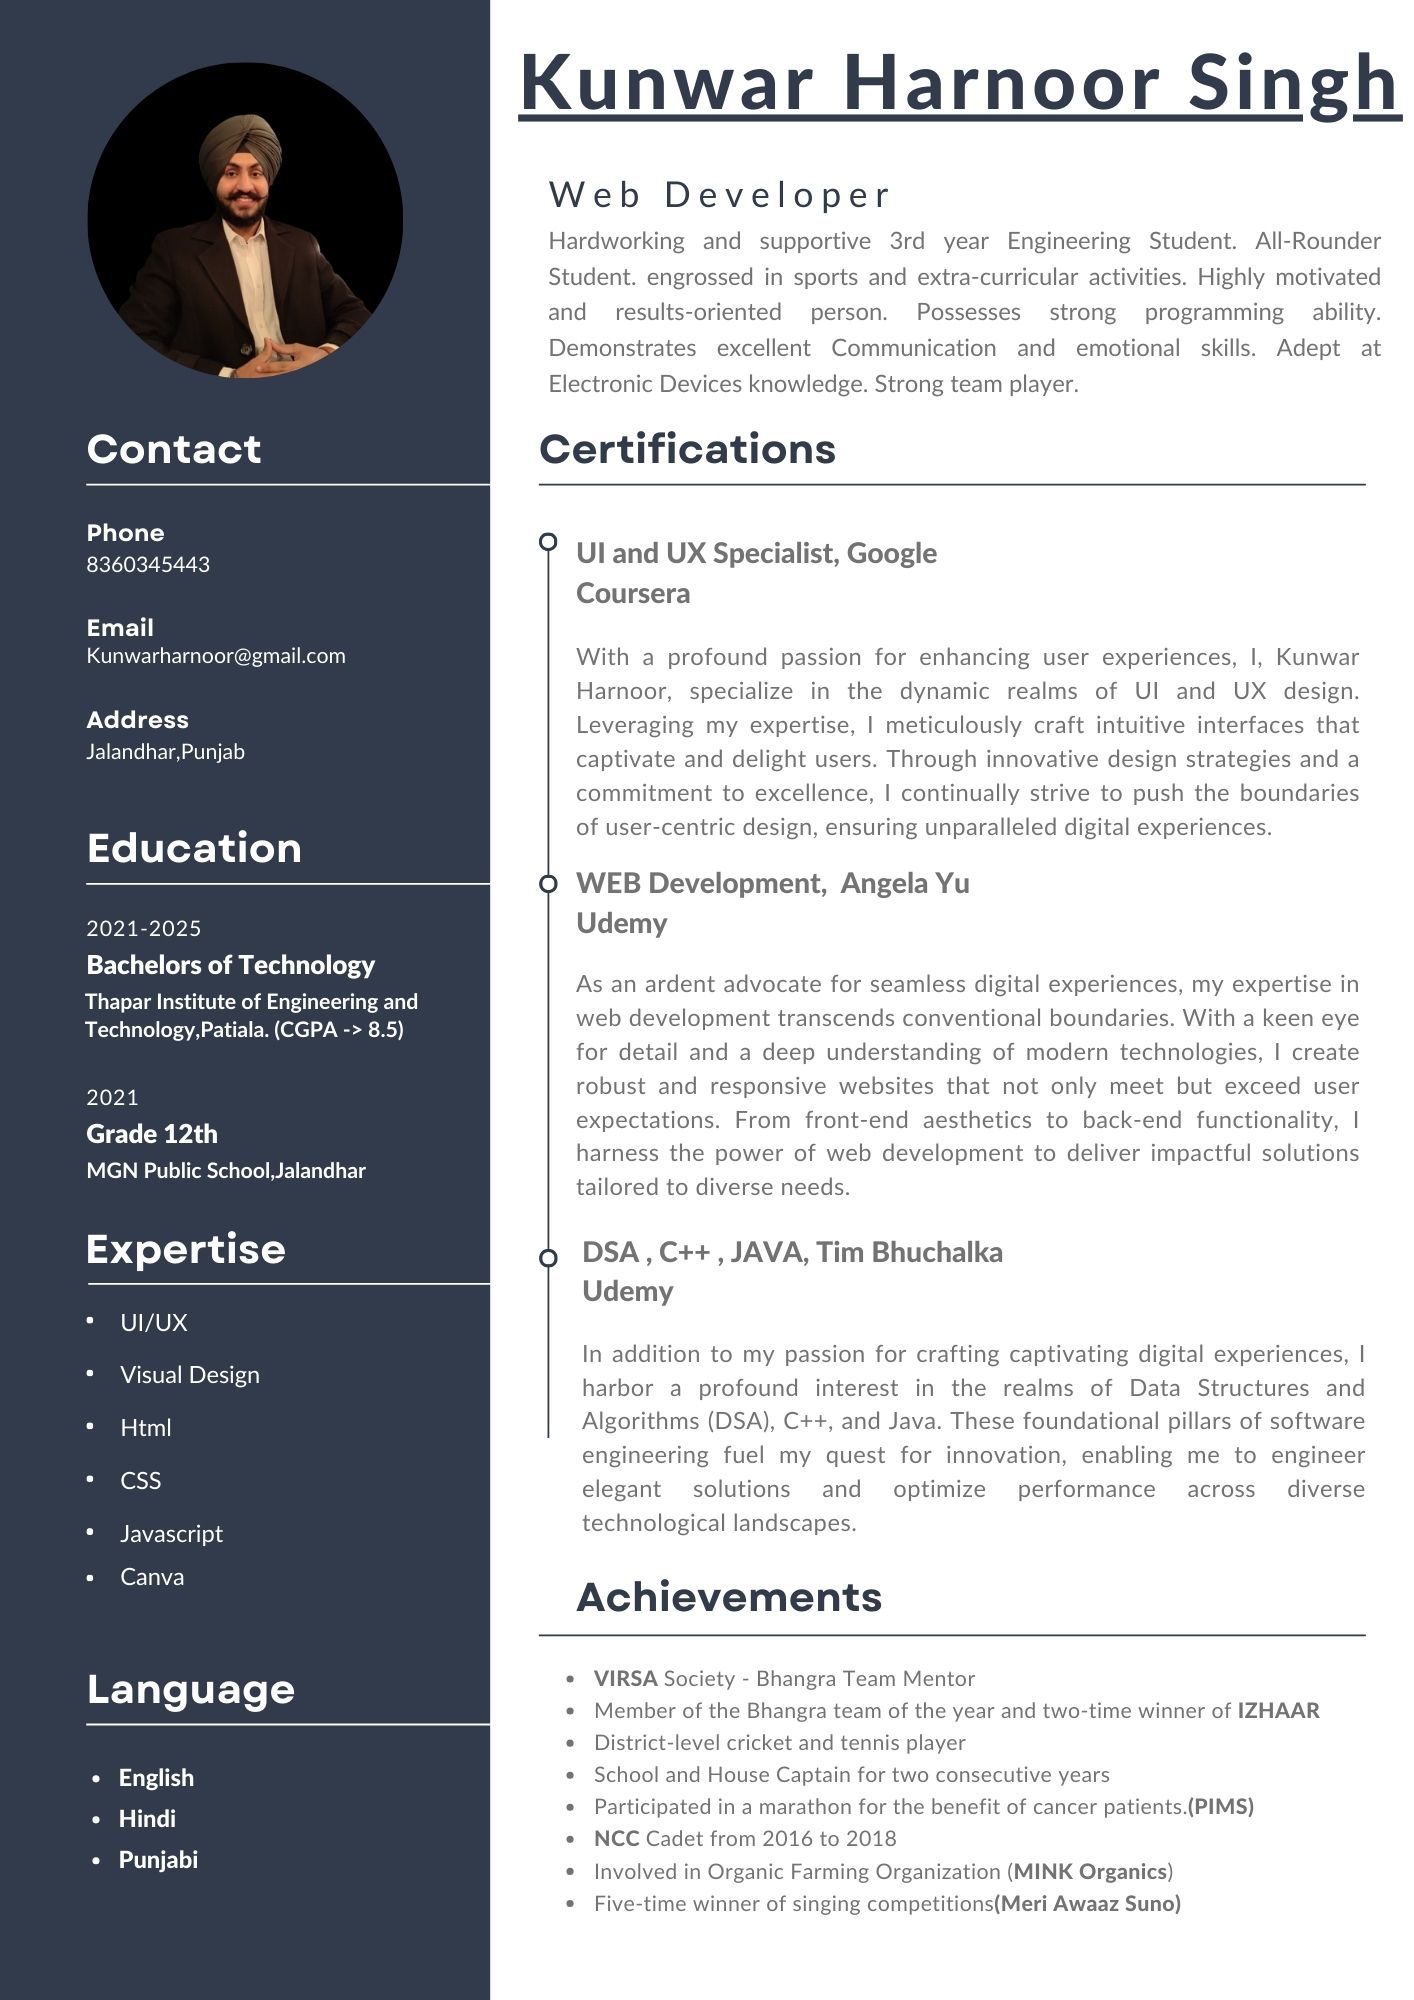 Kunwar Harnoor Singh
Web Developer
Hardworking and supportive 3rd year Engineering Student. All-Rounder
Student. engrossed in sports and extra-curricular activities. Highly motivated
and results-oriented person. Possesses strong programming ability.
Demonstrates excellent Communication and emotional skills. Adept at
Electronic Devices knowledge. Strong team player.
Contact
Phone
8360345443
Email
Kunwarharnoor@gmail.com
Address
Jalandhar,Punjab
Education
2021-2025
Bachelors of Technology
Thapar Institute of Engineering and
Technology,Patiala. (CGPA -> 8.5)
2021
Grade 12th
MGN Public School,Jalandhar
Expertise
• UI/UX
• Visual Design
• Html
• CSS
• Javascript
• Canva
Language
• English
• Hindi
• Punjabi
Certifications
UI and UX Specialist, Google
Coursera
With a profound passion for enhancing user experiences, I, Kunwar
Harnoor, specialize in the dynamic realms of UI and UX design.
Leveraging my expertise, I meticulously craft intuitive interfaces that
captivate and delight users. Through innovative design strategies and a
commitment to excellence, I continually strive to push the boundaries
of user-centric design, ensuring unparalleled digital experiences.
WEB Development,  Angela Yu
Udemy
As an ardent advocate for seamless digital experiences, my expertise in
web development transcends conventional boundaries. With a keen eye
for detail and a deep understanding of modern technologies, I create
robust and responsive websites that not only meet but exceed user
expectations. From front-end aesthetics to back-end functionality, I
harness the power of web development to deliver impactful solutions
tailored to diverse needs.
DSA , C++ , JAVA, Tim Bhuchalka
Udemy
In addition to my passion for crafting captivating digital experiences, I
harbor a profound interest in the realms of Data Structures and
Algorithms (DSA), C++, and Java. These foundational pillars of software
engineering fuel my quest for innovation, enabling me to engineer
elegant solutions and optimize performance across diverse
technological landscapes.
Achievements
• VIRSA Society - Bhangra Team Mentor
• Member of the Bhangra team of the year and two-time winner of IZHAAR
• District-level cricket and tennis player
• School and House Captain for two consecutive years
• Participated in a marathon for the benefit of cancer patients.(PIMS)
• NCC Cadet from 2016 to 2018
• Involved in Organic Farming Organization (MINK Organics)
• Five-time winner of singing competitions(Meri Awaaz Suno)